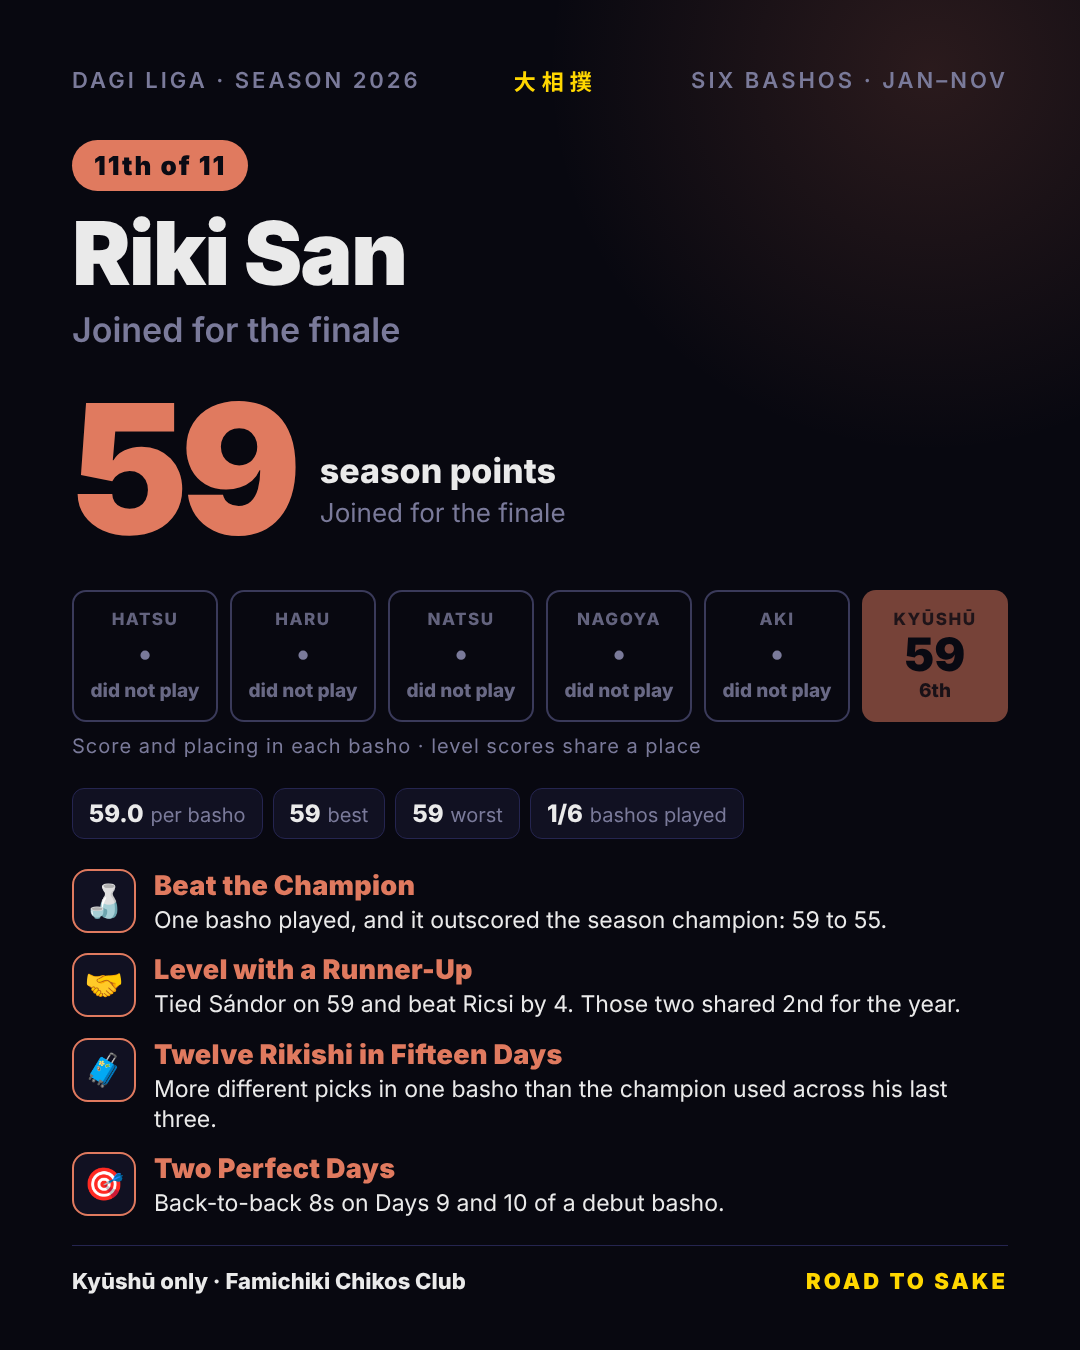 DAGI LIGA · SEASON 2026
大相撲
SIX BASHOS · JAN–NOV
11th of 11
Riki San
Joined for the finale
59
season points
Joined for the finale
HATSU
•
did not play
HARU
•
did not play
NATSU
•
did not play
NAGOYA
•
did not play
AKI
•
did not play
KYŪSHŪ
59
6th
Score and placing in each basho · level scores share a place
59.0 per basho
59 best
59 worst
1/6 bashos played
Beat the Champion
One basho played, and it outscored the season champion: 59 to 55.
Level with a Runner-Up
Tied Sándor on 59 and beat Ricsi by 4. Those two shared 2nd for the year.
Twelve Rikishi in Fifteen Days
More different picks in one basho than the champion used across his last
three.
Two Perfect Days
Back-to-back 8s on Days 9 and 10 of a debut basho.
Kyūshū only · Famichiki Chikos Club
ROAD TO SAKE